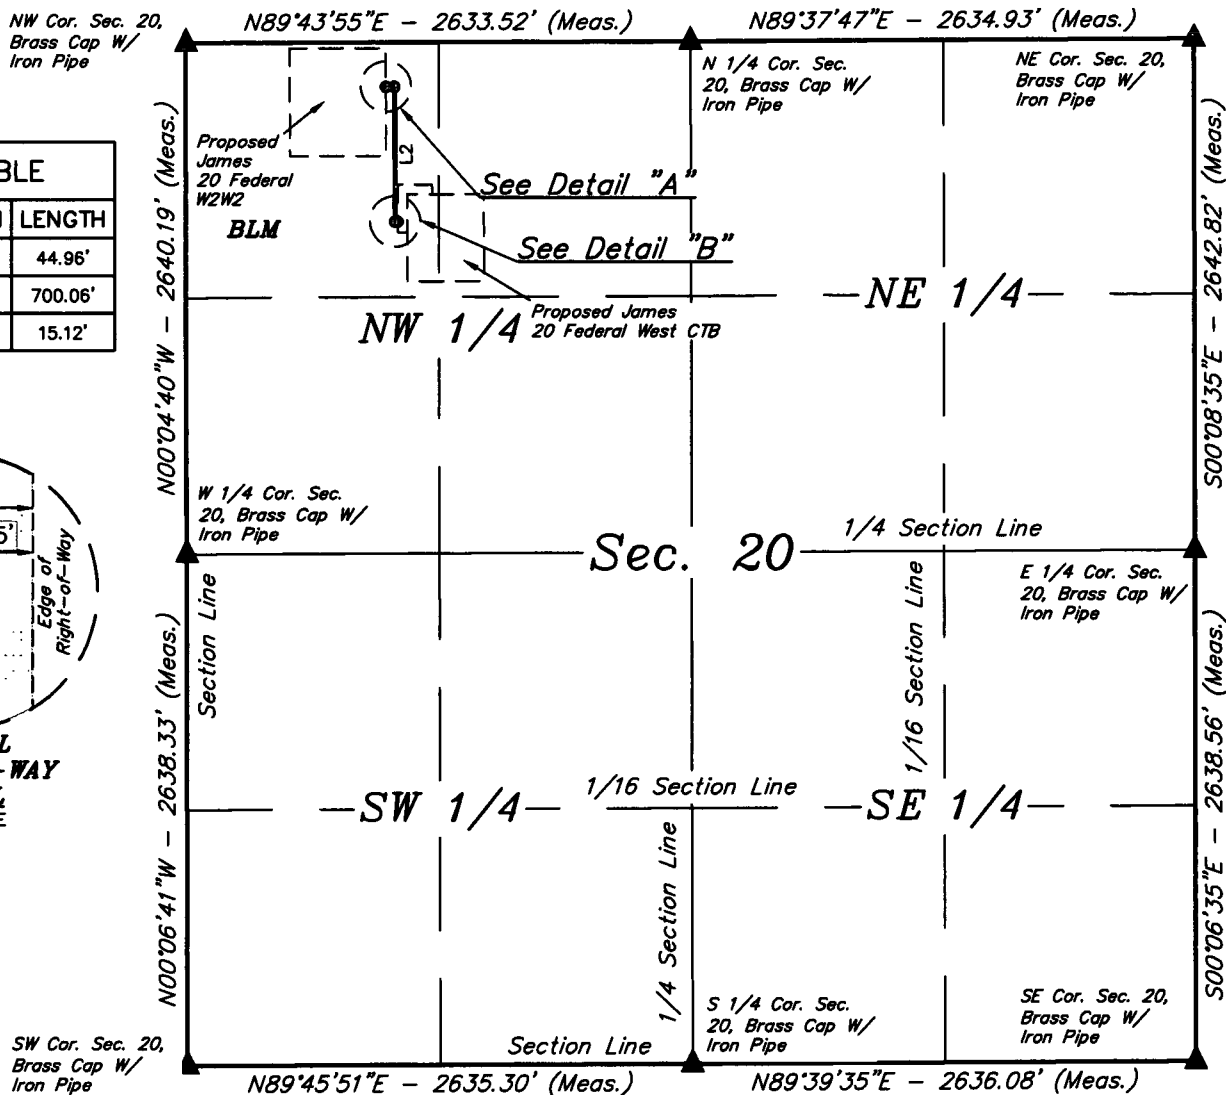 NW Cor. Sec. 20,
Brass Cap W/
Iron Pipe
N89°43'55"E - 2633.52' (Meas.)
N89°37'47"E - 2634.93' (Meas.)
N 1/4 Cor. Sec.
20, Brass Cap W/
Iron Pipe
NE Cor. Sec. 20,
Brass Cap W/
Iron Pipe
BLE
LENGTH
44.96'
700.06'
15.12'
Proposed
James
20 Federal
W2W2
BLM
L2
See Detail "A"
See Detail "B"
Proposed James
20 Federal West CTB
NW 1/4
NE 1/4
N00°04'40"W - 2640.19' (Meas.)
S00°08'35"E - 2642.82' (Meas.)
W 1/4 Cor. Sec.
20, Brass Cap W/
Iron Pipe
Sec. 20
1/4 Section Line
E 1/4 Cor. Sec.
20, Brass Cap W/
Iron Pipe
5'
Edge of
Right-of-Way
L
-WAY
Section Line
1/16 Section Line
N00°06'41"W - 2638.33' (Meas.)
S00°06'35"E - 2638.56' (Meas.)
1/16 Section Line
SW 1/4
SE 1/4
1/4 Section Line
SW Cor. Sec. 20,
Brass Cap W/
Iron Pipe
Section Line
S 1/4 Cor. Sec.
20, Brass Cap W/
Iron Pipe
SE Cor. Sec. 20,
Brass Cap W/
Iron Pipe
N89°45'51"E - 2635.30' (Meas.)
N89°39'35"E - 2636.08' (Meas.)